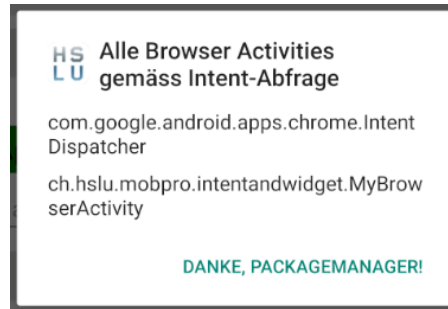 HS
LU
Alle Browser Activities
gemäss Intent-Abfrage
com.google.android.apps.chrome.Intent
Dispatcher
ch.hslu.mobpro.intentandwidget.MyBrow
serActivity
DANKE, PACKAGEMANAGER!